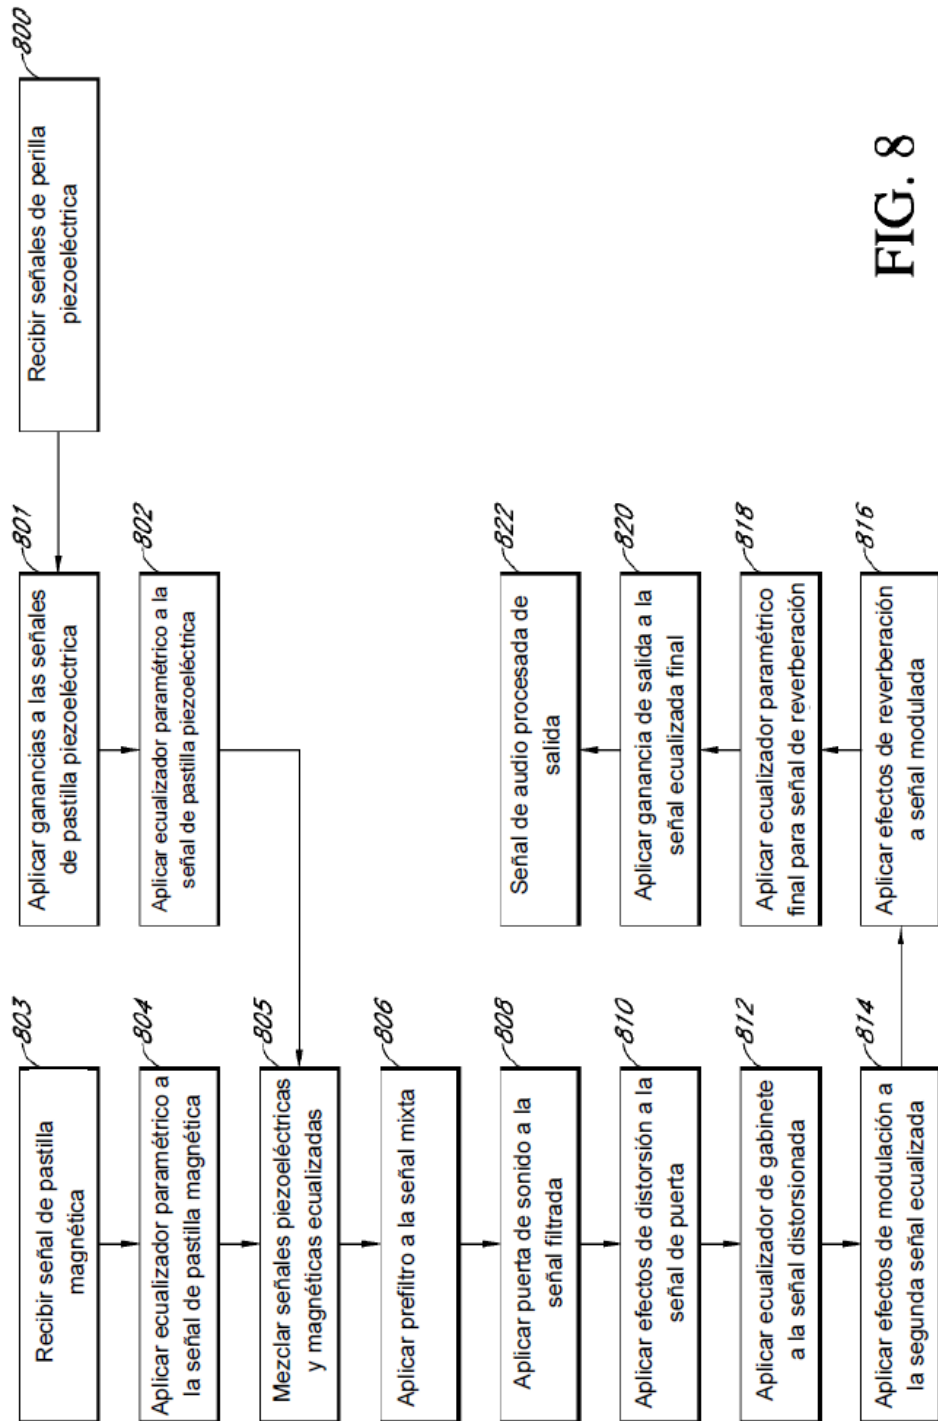 803
Recibir señal de pastilla
magnética
804
Aplicar ecualizador paramétrico a
la señal de pastilla magnética
805
Mezclar señales piezoeléctricas
y magnéticas ecualizadas
806
Aplicar prefiltro a la señal mixta
808
Aplicar puerta de sonido a la
señal filtrada
810
Aplicar efectos de distorsión a la
señal de puerta
812
Aplicar ecualizador de gabinete
a la señal distorsionada
814
Aplicar efectos de modulación a
la segunda señal ecualizada
801
Aplicar ganancias a las señales
de pastilla piezoeléctrica
802
Aplicar ecualizador paramétrico a la
señal de pastilla piezoeléctrica
822
Señal de audio procesada de
salida
820
Aplicar ganancia de salida a la
señal ecualizada final
818
Aplicar ecualizador paramétrico
final para señal de reverberación
816
Aplicar efectos de reverberación
a señal modulada
800
Recibir señales de perilla
piezoeléctrica
FIG. 8